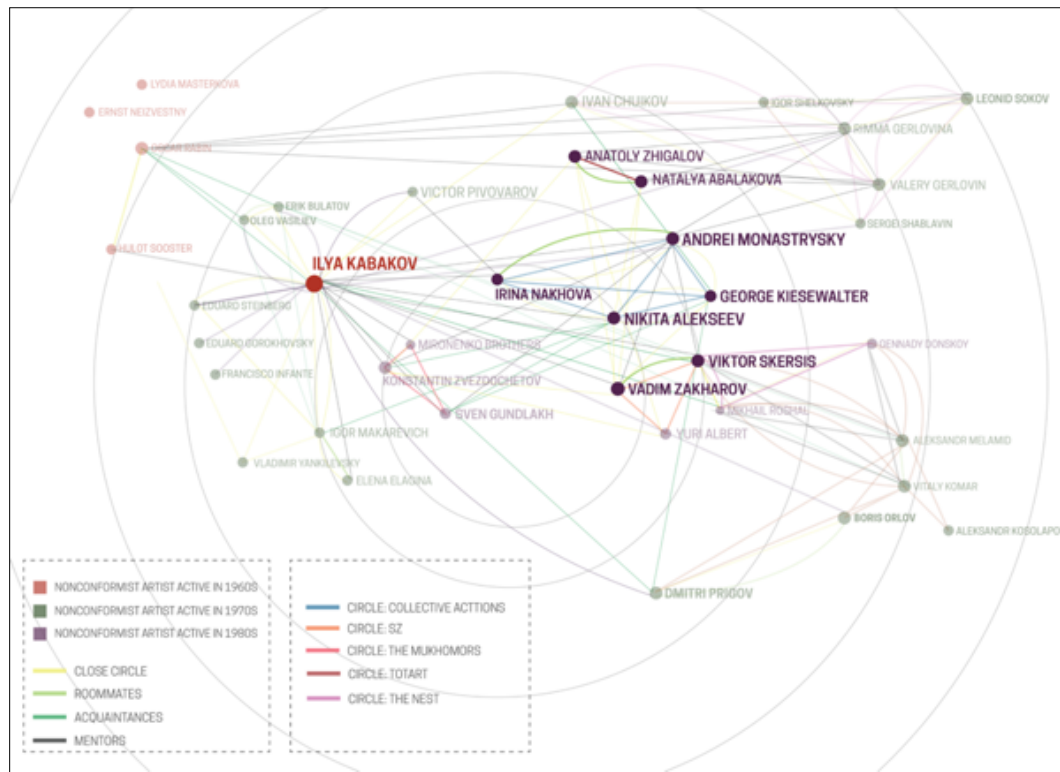 LYDIA MASTERKOVA
ERNST NEIZVESTNY
OSKAR RABIN
IVAN CHUIKOV
IGOR SHELKOVSKY
LEONID SOKOV
RIMMA GERLOVINA
ANATOLY ZHIGALOV
NATALYA ABALAKOVA
VALERY GERLOVIN
VICTOR PIVOVAROV
ERIK BULATOV
OLEG VASILIEV
SERGEI SHABLAVIN
HULOT SOOSTER
ANDREI MONASTRYSKY
ILYA KABAKOV
IRINA NAKHOVA
GEORGE KIESEWALTER
EDUARD STEINBERG
NIKITA ALEKSEEV
EDUARD GOROKHOVSKY
MIRONENKO BROTHERS
GENNADY DONSKOY
VIKTOR SKERSIS
FRANCISCO INFANTE
KONSTANTIN ZVEZDOCHETOV
VADIM ZAKHAROV
SVEN GUNDLAKH
MIKHAIL ROSHAL
IGOR MAKAREVICH
YURI ALBERT
ALEKSANDR MELAMID
VLADIMIR YANKILEVSKY
ELENA ELAGINA
VITALY KOMAR
BORIS ORLOV
ALEKSANDR KOSOLAPO
DMITRI PRIGOV
NONCONFORMIST ARTIST ACTIVE IN 1960S
NONCONFORMIST ARTIST ACTIVE IN 1970S
NONCONFORMIST ARTIST ACTIVE IN 1980S
CLOSE CIRCLE
ROOMMATES
ACQUAINTANCES
MENTORS
CIRCLE: COLLECTIVE ACTTIONS
CIRCLE: SZ
CIRCLE: THE MUKHOMORS
CIRCLE: TOTART
CIRCLE: THE NEST